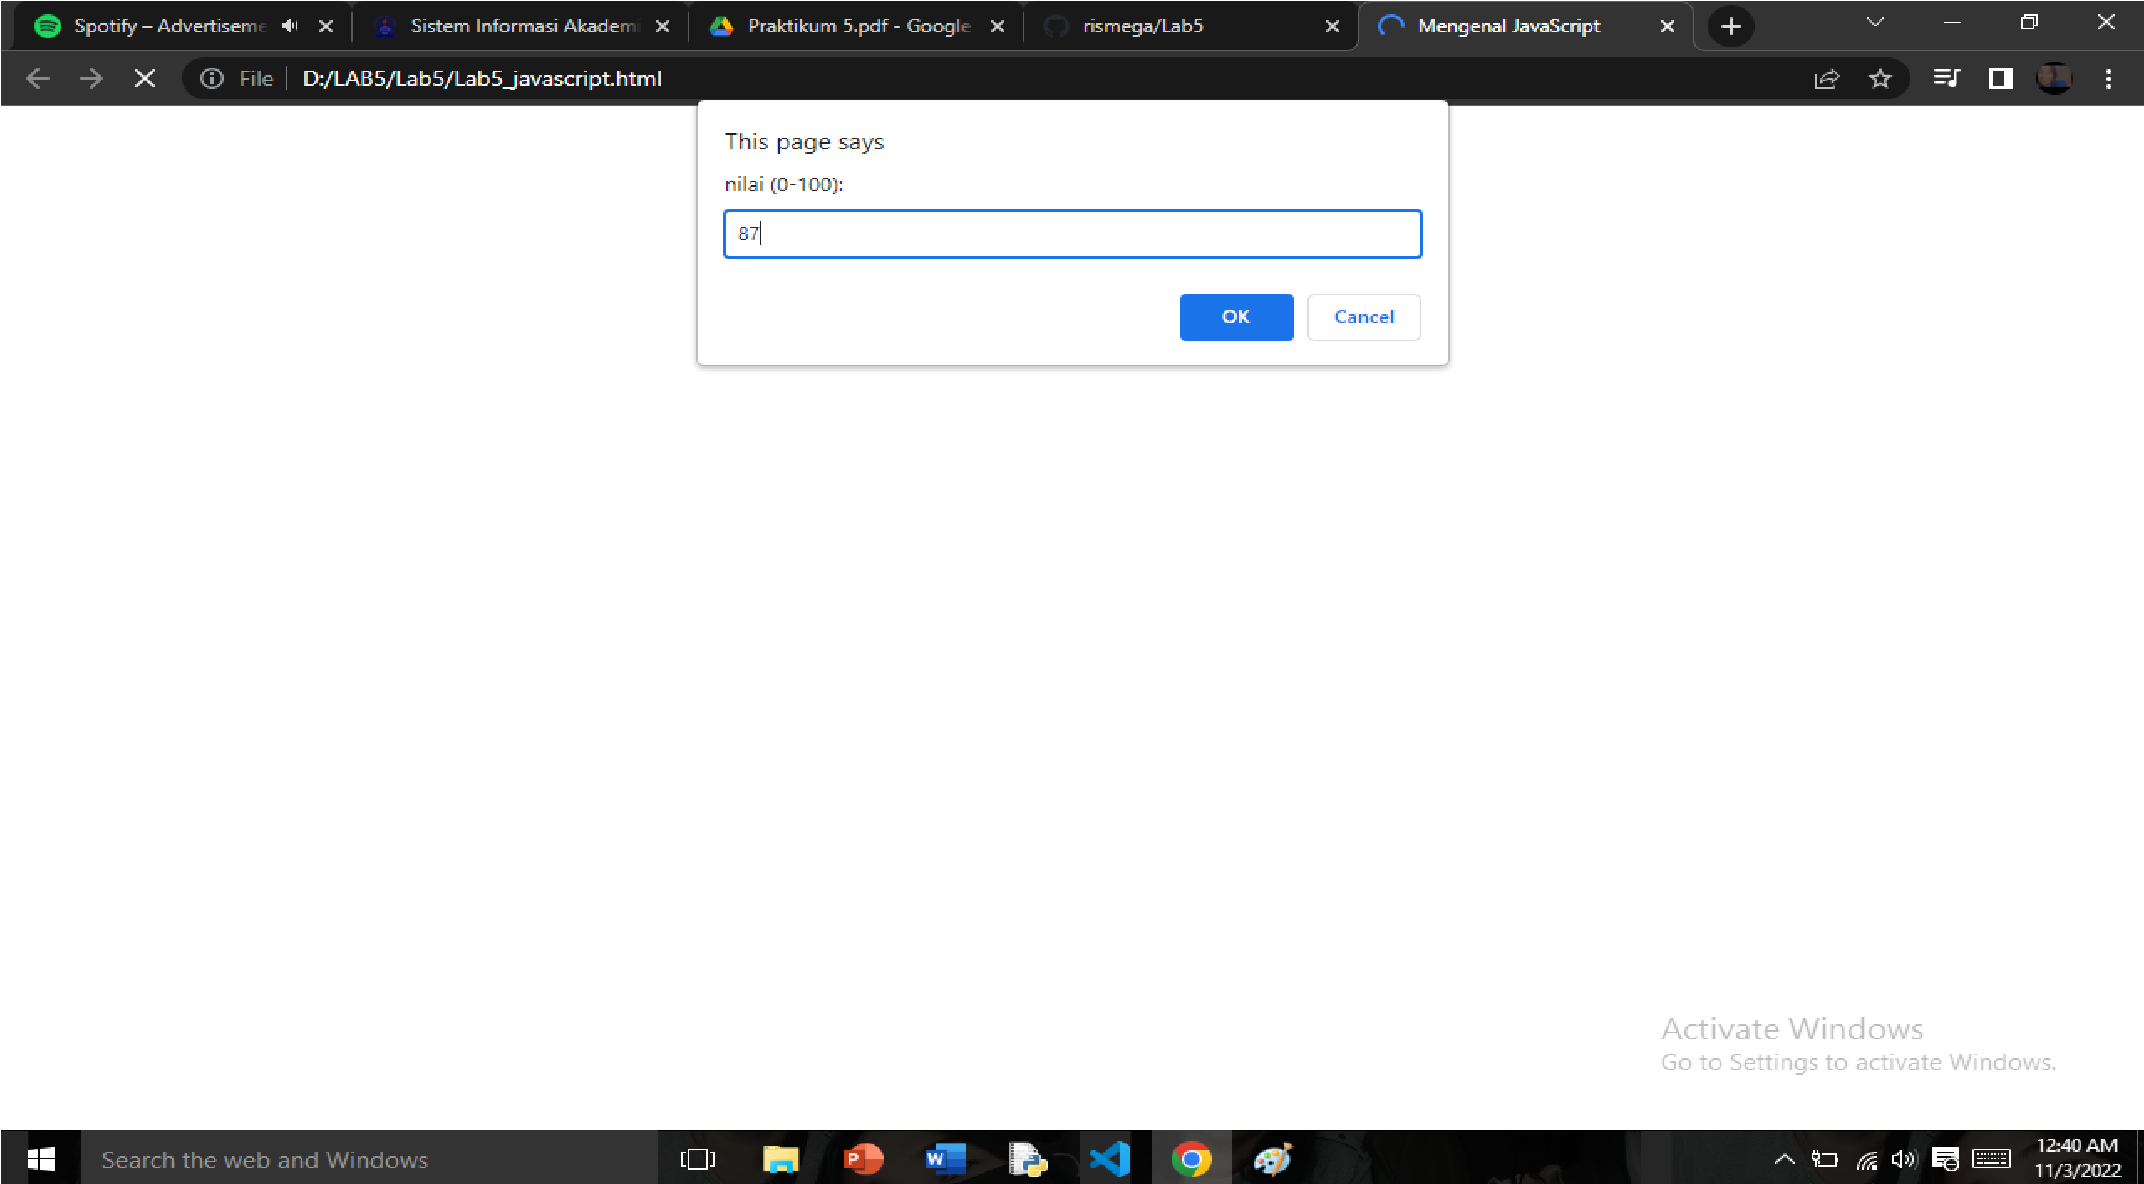 Spotify – Advertiseme
Sistem Informasi Akademi
Praktikum 5.pdf - Google
rismega/Lab5
Mengenal JavaScript
File
D:/LAB5/Lab5/Lab5_javascript.html
This page says
nilai (0-100):
87
OK
Cancel
Activate Windows
Go to Settings to activate Windows.
Search the web and Windows
12:40 AM
11/3/2022